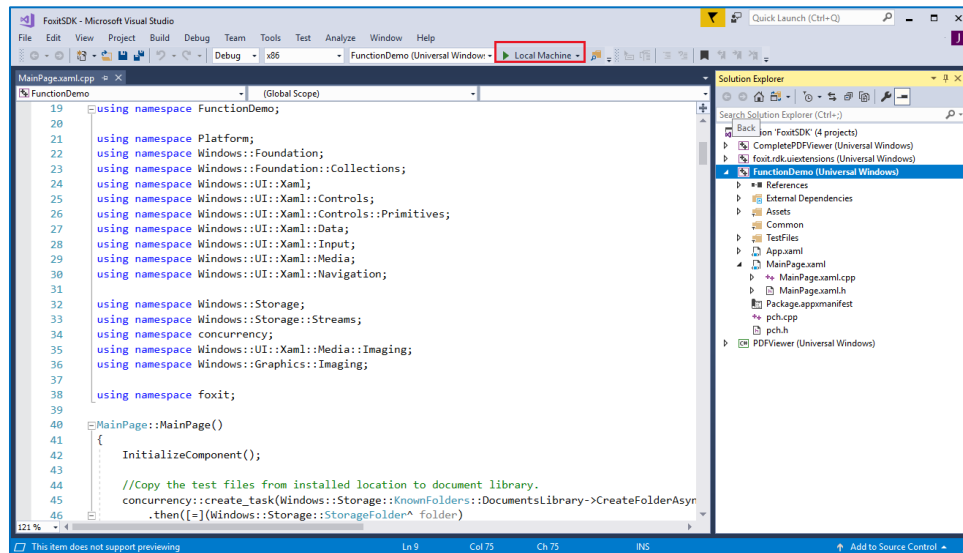 FoxitSDK - Microsoft Visual Studio
Quick Launch (Ctrl+Q)
File Edit View Project Build Debug Team Tools Test Analyze Window Help
J
Debug x86 FunctionDemo (Universal Window: Local Machine
MainPage.xaml.cpp
FunctionDemo (Global Scope)
19 using namespace FunctionDemo;
20
21 using namespace Platform;
22 using namespace Windows::Foundation;
23 using namespace Windows::Foundation::Collections;
24 using namespace Windows::UI::Xaml;
25 using namespace Windows::UI::Xaml::Controls;
26 using namespace Windows::UI::Xaml::Controls::Primitives;
27 using namespace Windows::UI::Xaml::Data;
28 using namespace Windows::UI::Xaml::Input;
29 using namespace Windows::UI::Xaml::Media;
30 using namespace Windows::UI::Xaml::Navigation;
31
32 using namespace Windows::Storage;
33 using namespace Windows::Storage::Streams;
34 using namespace concurrency;
35 using namespace Windows::UI::Xaml::Media::Imaging;
36 using namespace Windows::Graphics::Imaging;
37
38 using namespace foxit;
39
40 MainPage::MainPage()
41 {
42 InitializeComponent();
43
44 //Copy the test files from installed location to document library.
45 concurrency::create_task(Windows::Storage::KnownFolders::DocumentsLibrary->CreateFolderAsyn
46 .then([=](Windows::Storage::StorageFolder^ folder)
121 %
Solution Explorer
Search Solution Explorer (Ctrl+;)
Back
ion 'FoxitSDK' (4 projects)
CompletePDFViewer (Universal Windows)
foxit.rdk.uiextensions (Universal Windows)
FunctionDemo (Universal Windows)
References
External Dependencies
Assets
Common
TestFiles
App.xaml
MainPage.xaml
MainPage.xaml.cpp
MainPage.xaml.h
Package.appxmanifest
pch.cpp
pch.h
PDFViewer (Universal Windows)
This item does not support previewing Ln 9 Col 75 Ch 75 INS Add to Source Control